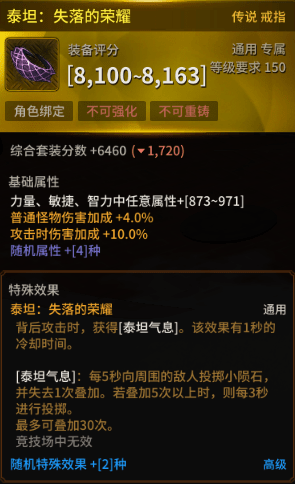 泰坦：失落的荣耀 传说 戒指
装备评分 通用 专属
[8,100~8,163] 等级要求 150
角色绑定 不可强化 不可重铸
综合套装分数 +6460 (▼1,720)
基础属性
力量、敏捷、智力中任意属性+[873~971]
普通怪物伤害加成 +4.0%
攻击时伤害加成 +10.0%
随机属性 +[4]种
特殊效果
泰坦：失落的荣耀 通用
背后攻击时，获得[泰坦气息]。该效果有1秒的
冷却时间。
[泰坦气息]：每5秒向周围的敌人投掷小陨石，
并失去1次叠加。若叠加5次以上时，则每3秒
进行投掷。
最多可叠加30次。
竞技场中无效
随机特殊效果 +[2]种 高级